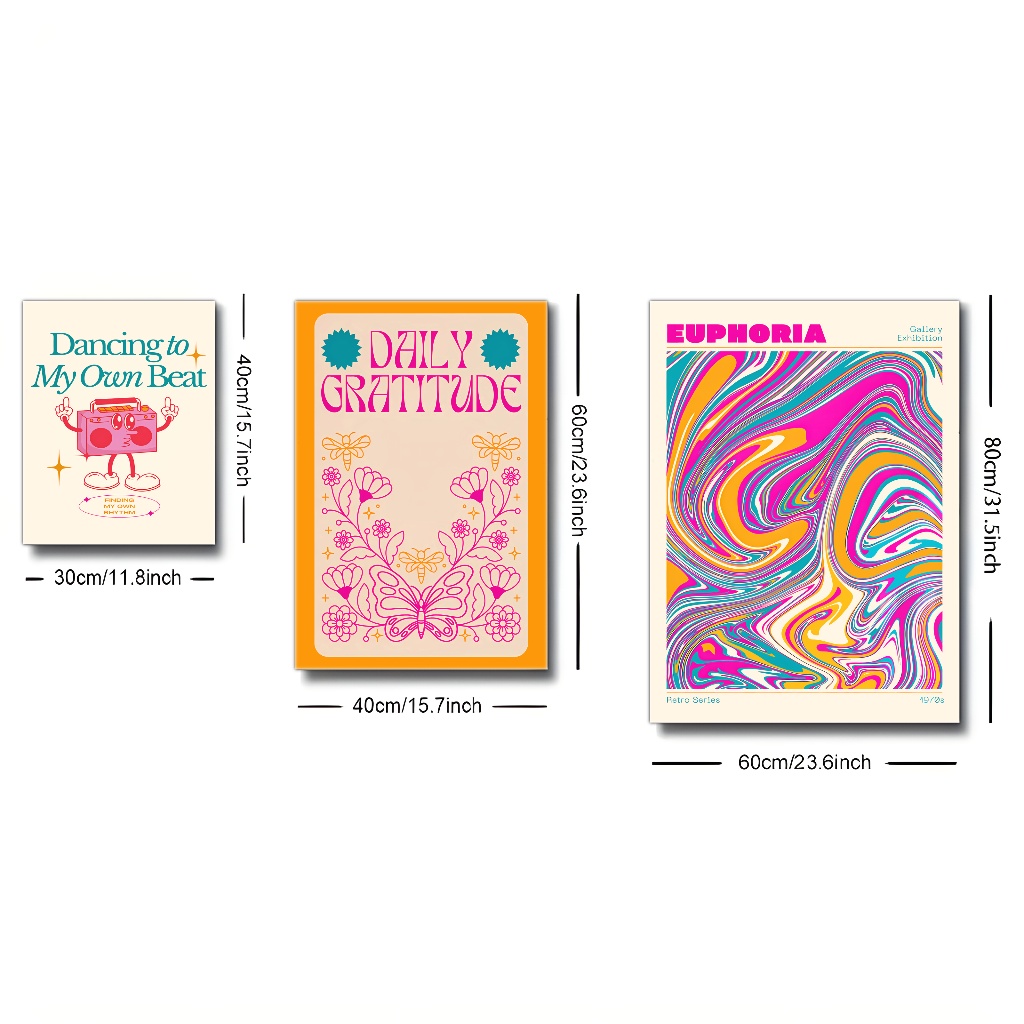 Dancing to
My Own Beat
FINDING
MY OWN
RHYTHM
40cm/15.7inch
30cm/11.8inch
DAILY
GRATITUDE
60cm/23.6inch
40cm/15.7inch
EUPHORIA
Gallery
Exhibition
Retro Series
1970s
80cm/31.5inch
60cm/23.6inch